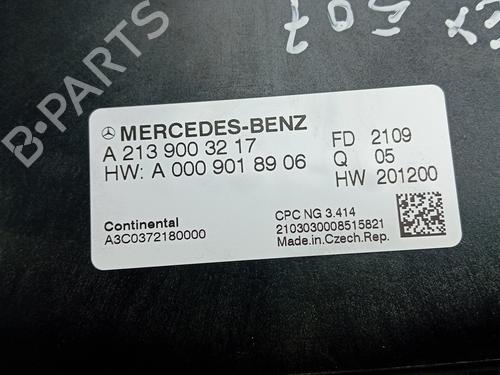 MERCEDES-BENZ
A 213 900 32 17
HW: A 000 901 89 06
FD 2109
Q 05
HW 201200
Continental
A3C0372180000
CPC NG 3.414
2103030008515821
Made.in.Czech.Rep.
B-PARTS